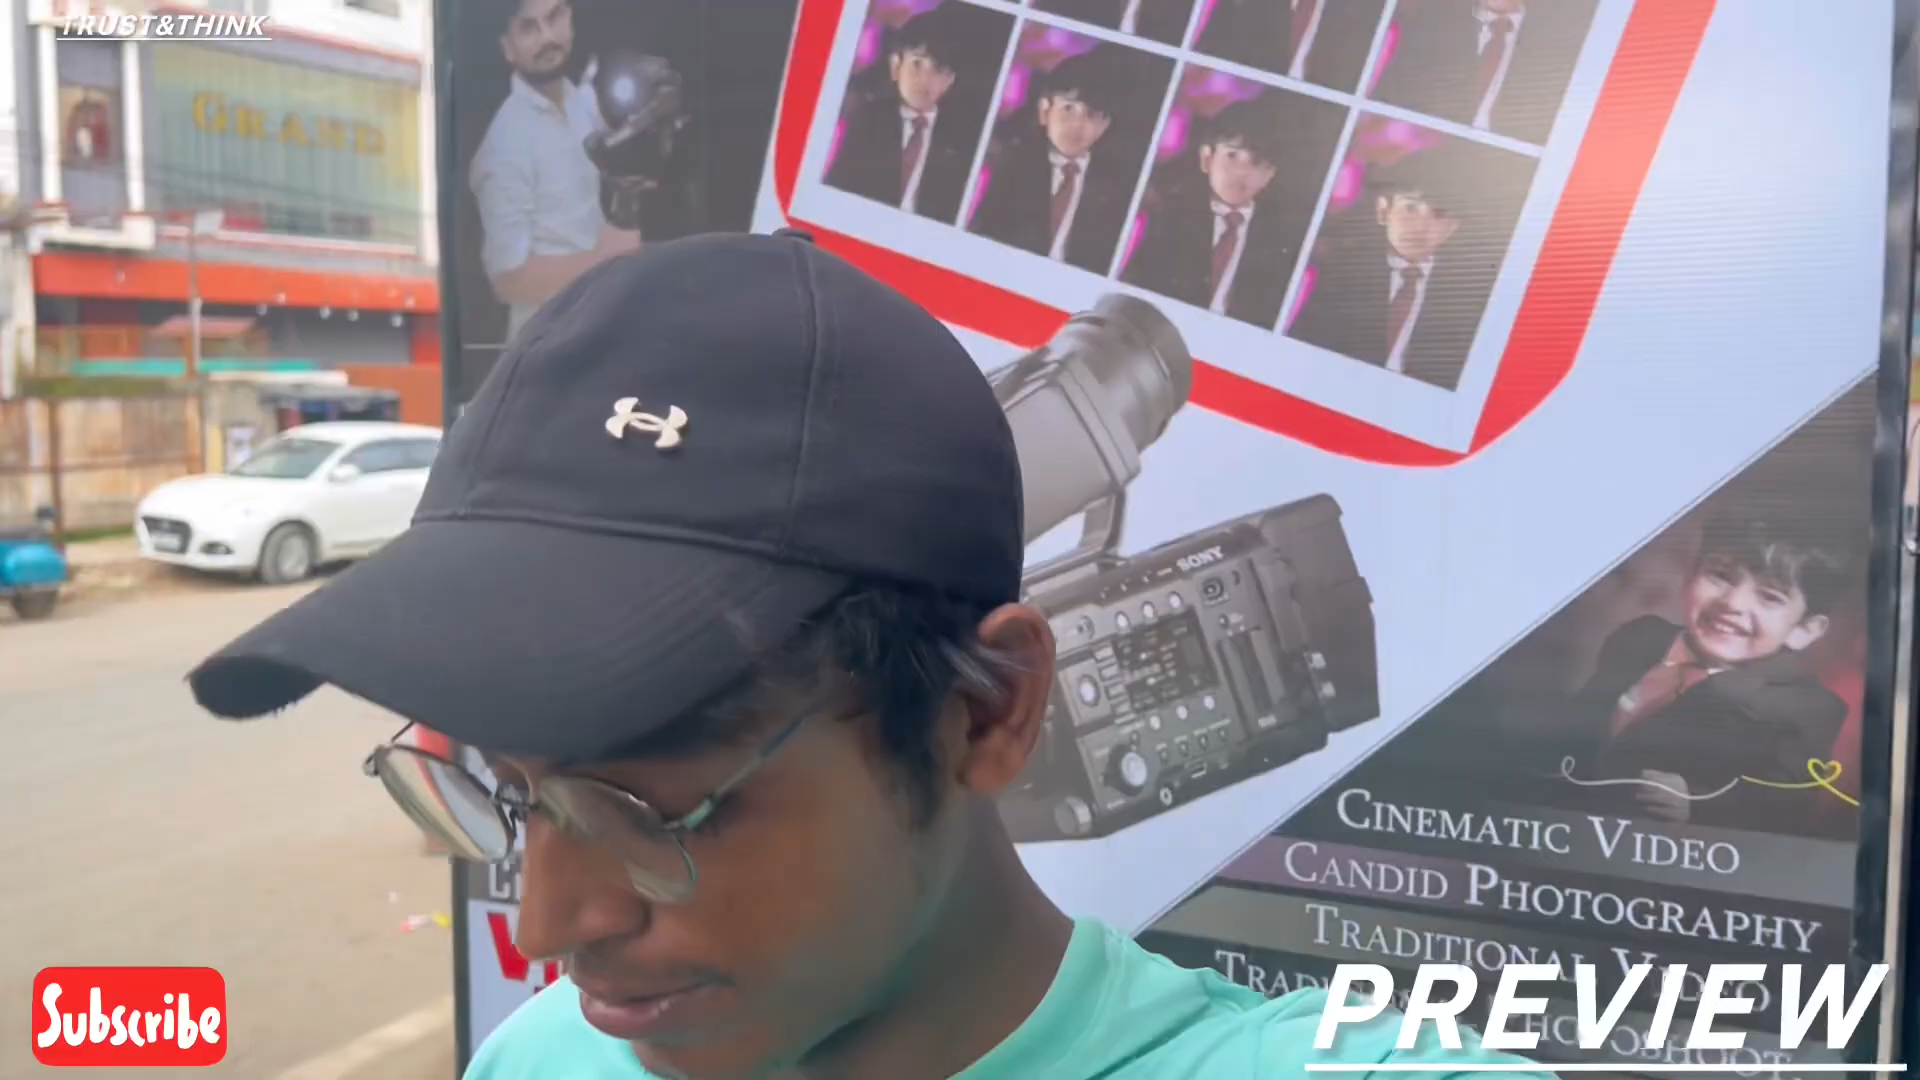 TRUST&THINK
GRAND
SONY
CINEMATIC VIDEO
CANDID PHOTOGRAPHY
TRADITIONAL VIDEO
Subscribe
PREVIEW